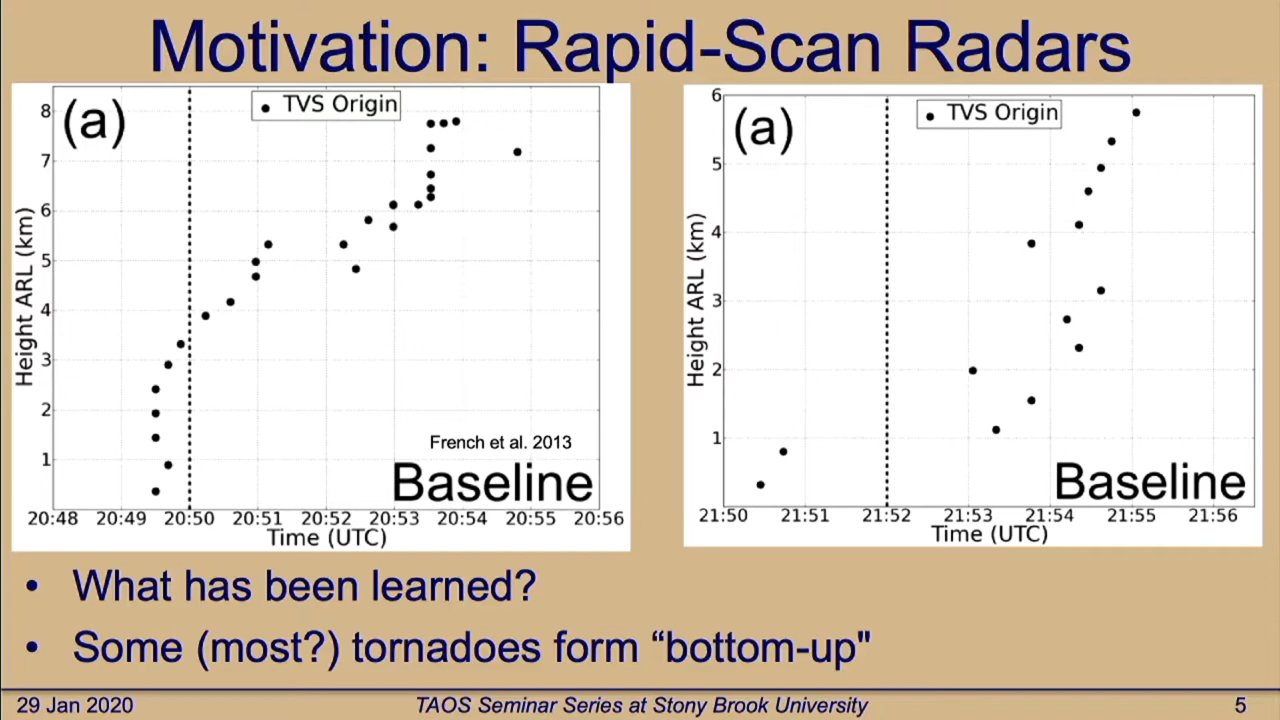 Motivation: Rapid-Scan Radars
(a)
TVS Origin
8
7
6
5
4
3
2
1
Height ARL (km)
French et al. 2013
Baseline
20:48 20:49 20:50 20:51 20:52 20:53 20:54 20:55 20:56
Time (UTC)
(a)
TVS Origin
6
5
4
3
2
1
Height ARL (km)
Baseline
21:50 21:51 21:52 21:53 21:54 21:55 21:56
Time (UTC)
• What has been learned?
• Some (most?) tornadoes form “bottom-up"
29 Jan 2020 TAOS Seminar Series at Stony Brook University 5